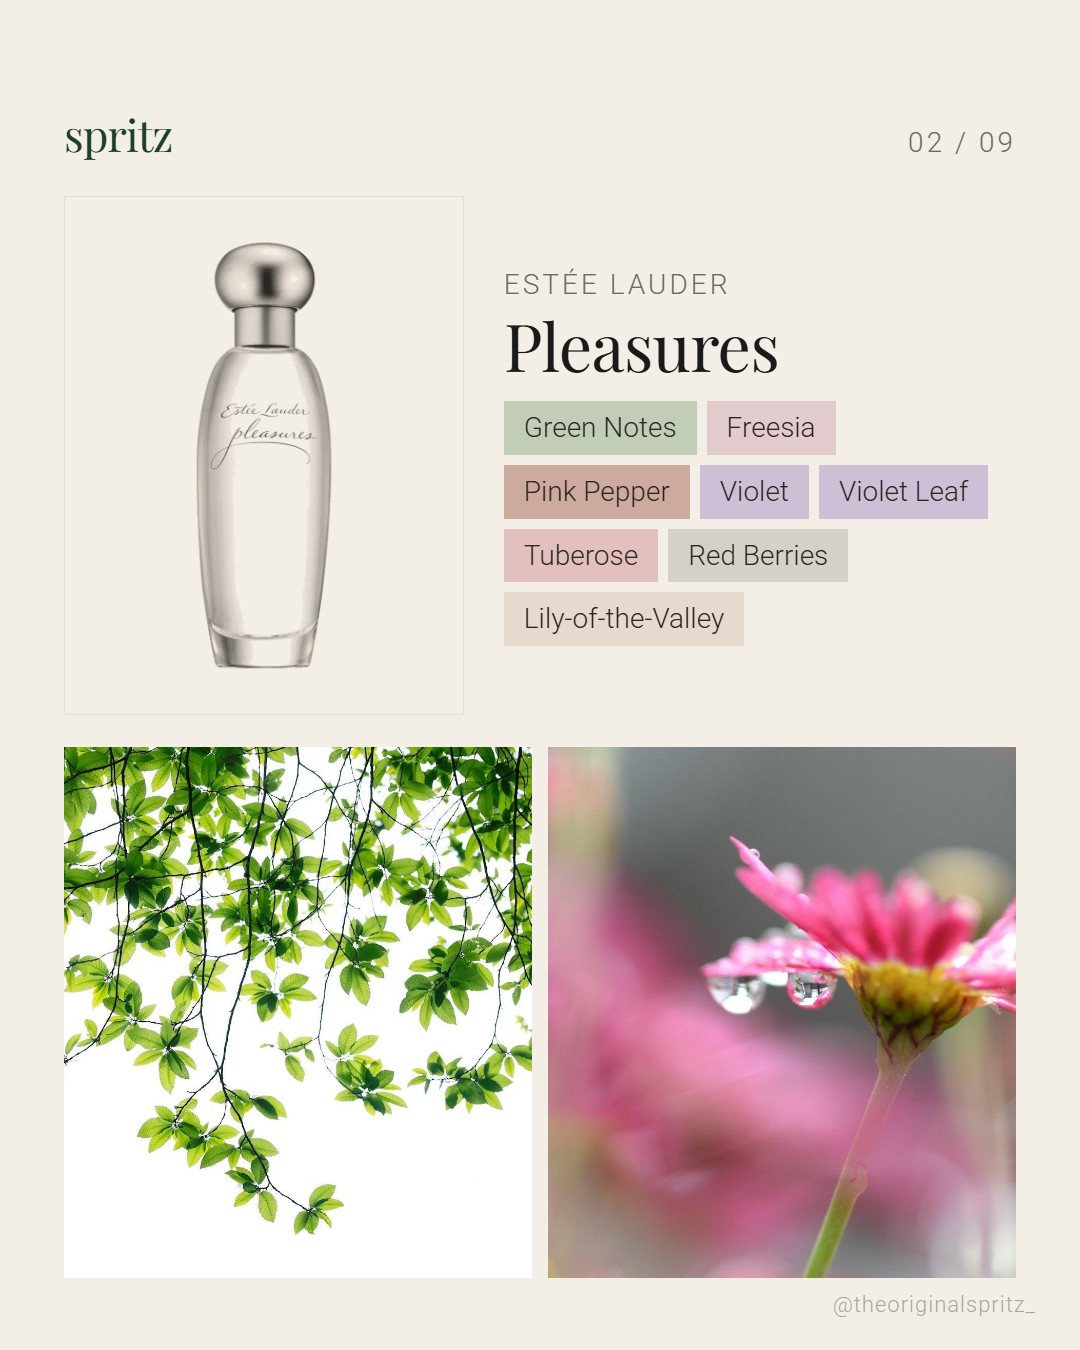 spritz
02 / 09
ESTÉE LAUDER
Pleasures
Green Notes
Freesia
Pink Pepper
Violet
Violet Leaf
Tuberose
Red Berries
Lily-of-the-Valley
Estée Lauder
pleasures
@theoriginalspritz_